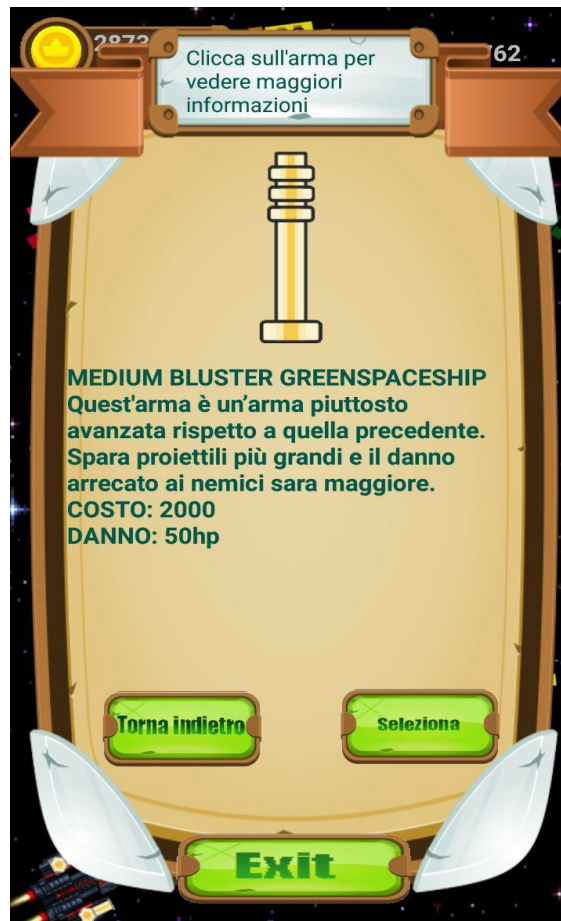 Clicca sull'arma per
vedere maggiori
informazioni
MEDIUM BLUSTER GREENSPACESHIP
Quest'arma è un’arma piuttosto
avanzata rispetto a quella precedente.
Spara proiettili più grandi e il danno
arrecato ai nemici sara maggiore.
COSTO: 2000
DANNO: 50hp
Torna indietro
Seleziona
Exit